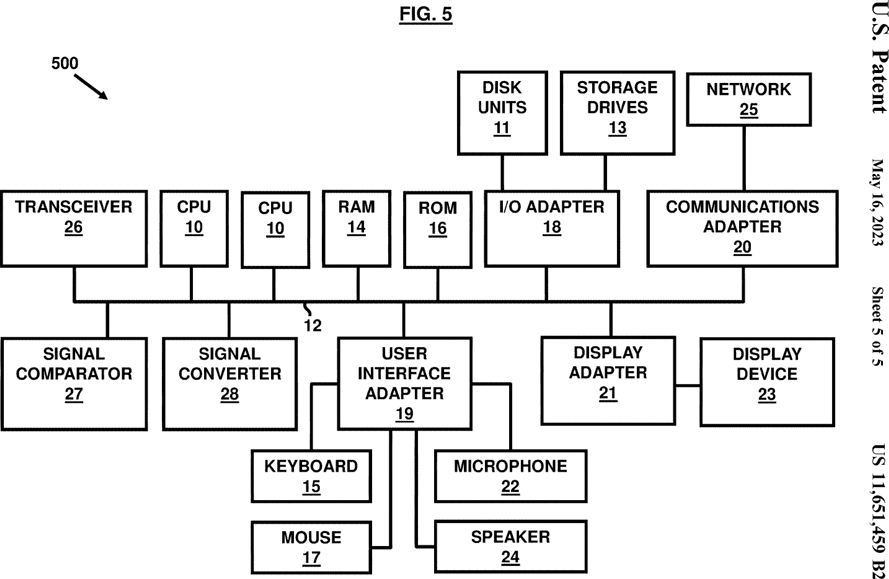 FIG. 5
500
DISK
UNITS
11
STORAGE
DRIVES
13
NETWORK
25
TRANSCEIVER
26
CPU
10
CPU
10
RAM
14
ROM
16
I/O ADAPTER
18
COMMUNICATIONS
ADAPTER
20
12
SIGNAL
COMPARATOR
27
SIGNAL
CONVERTER
28
USER
INTERFACE
ADAPTER
19
DISPLAY
ADAPTER
21
DISPLAY
DEVICE
23
KEYBOARD
15
MICROPHONE
22
MOUSE
17
SPEAKER
24
U.S. Patent
May 16, 2023
Sheet 5 of 5
US 11,651,459 B2